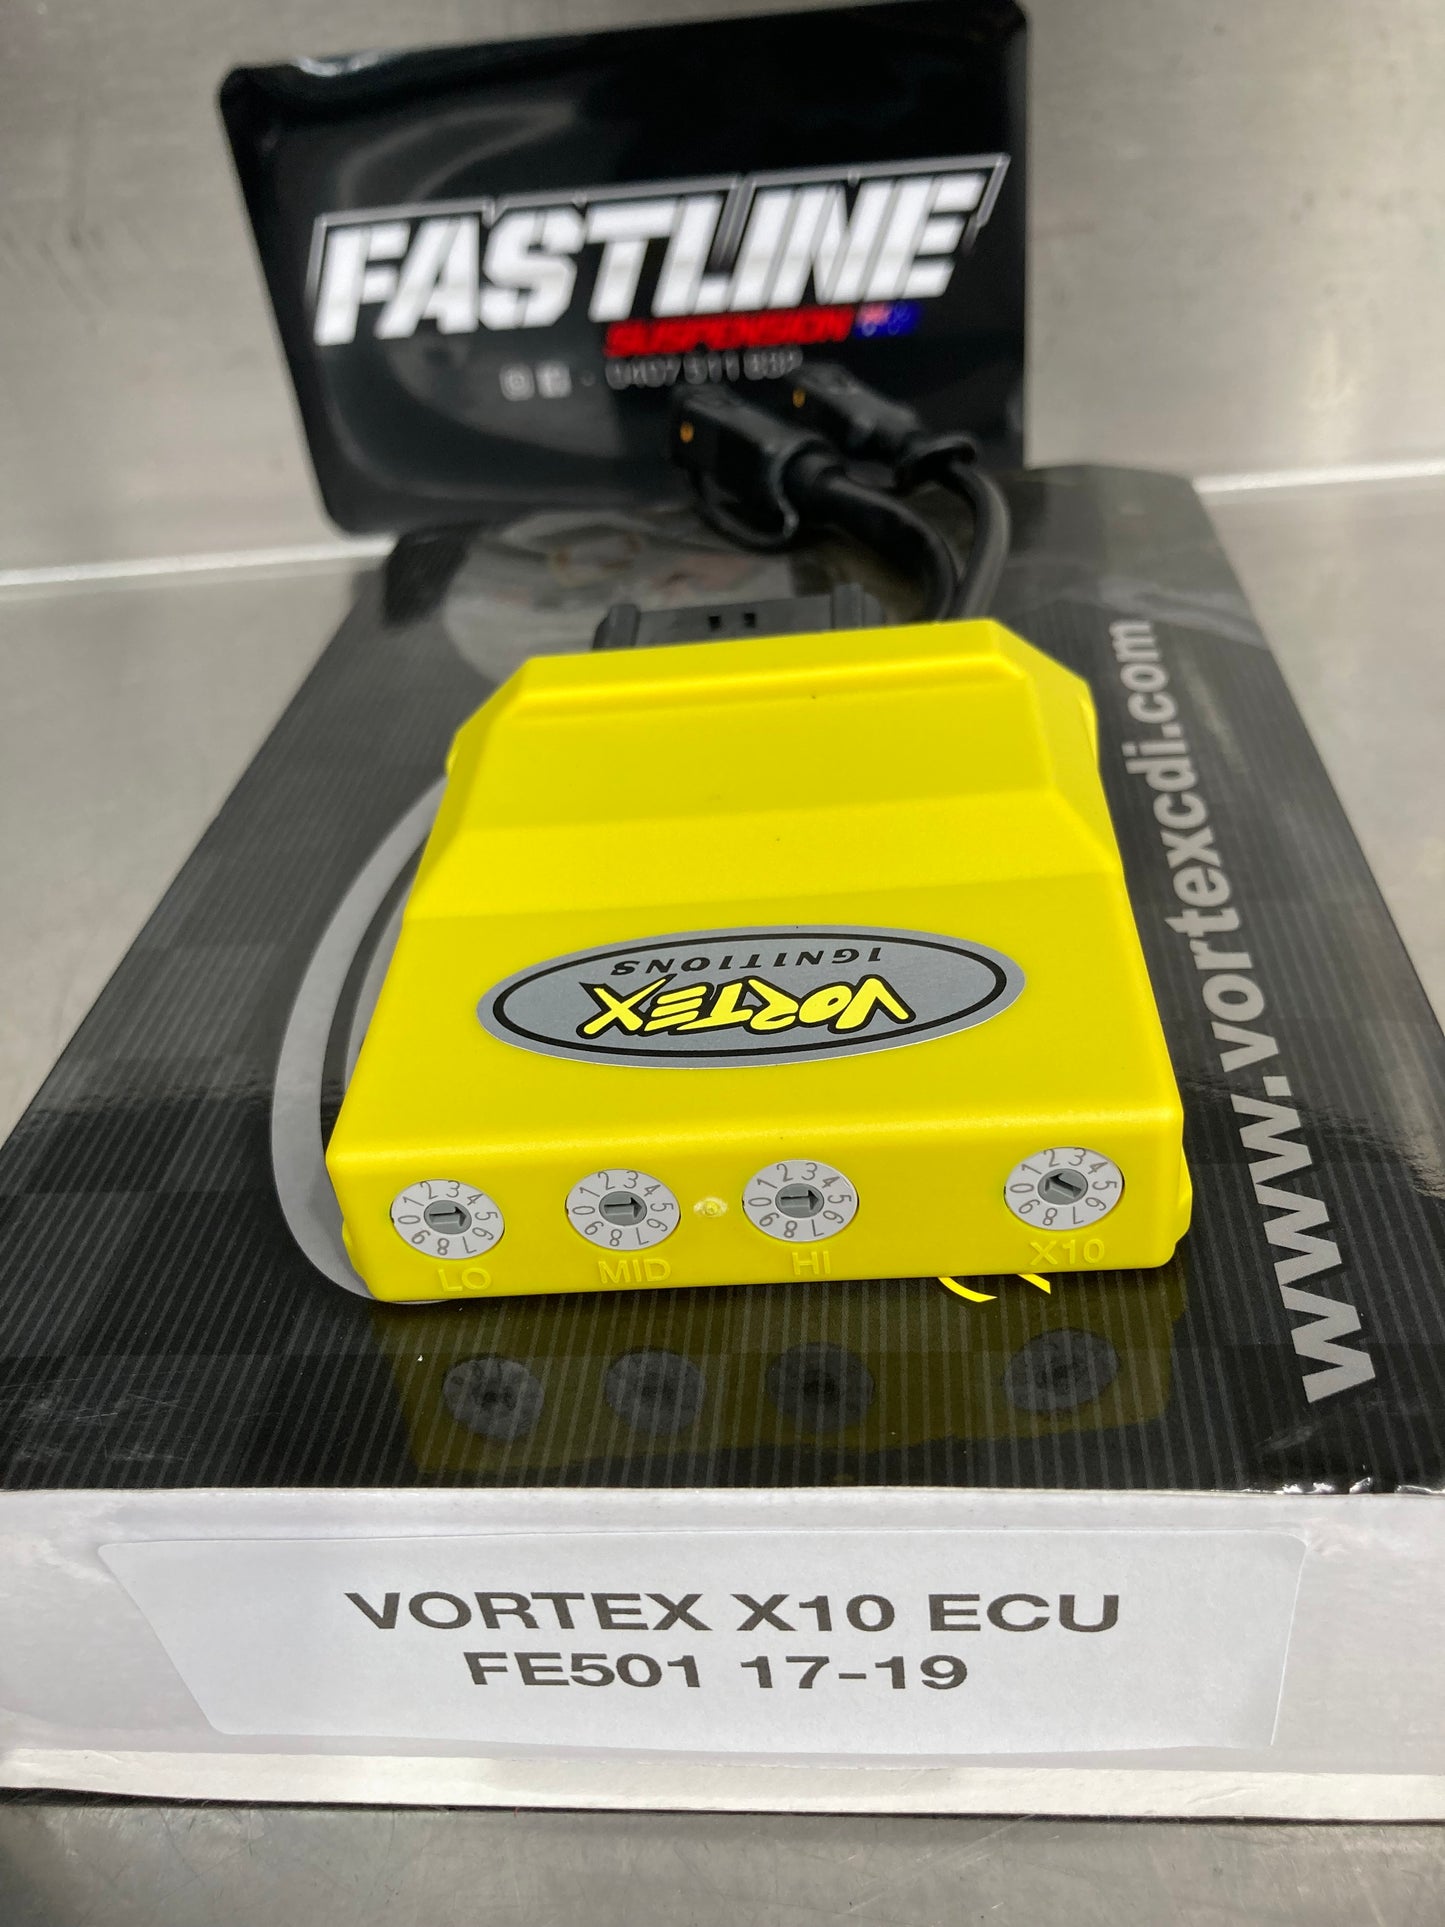 FASTLINE
SUSPENSION
www.vortexcdi.com
VORTEX
IGNITIONS
0 1 2 3 4 5 6 7 8 9
0 1 2 3 4 5 6 7 8 9
0 1 2 3 4 5 6 7 8 9
0 1 2 3 4 5 6 7 8 9
LO
MID
HI
X10
VORTEX X10 ECU
FE501 17-19